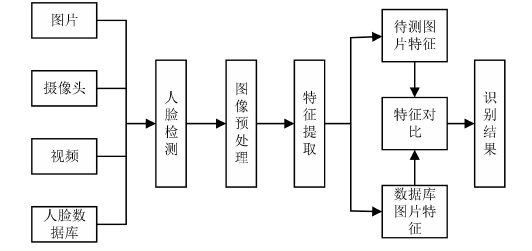 图片
摄像头
视频
人脸数
据库
人脸检测
图像预处理
特征提取
待测图
片特征
特征对
比
数据库
图片特
征
识别结果